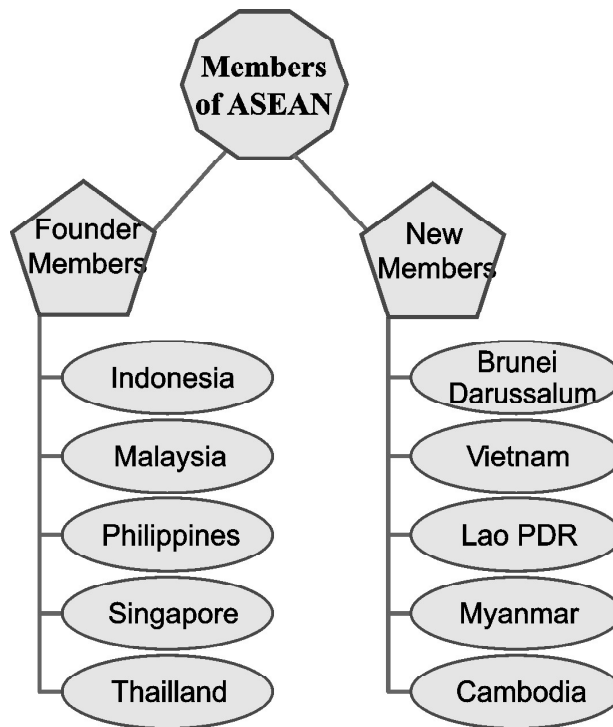 Members
of ASEAN
Founder
Members
New
Members
Indonesia
Malaysia
Philippines
Singapore
Thailland
Brunei
Darussalum
Vietnam
Lao PDR
Myanmar
Cambodia